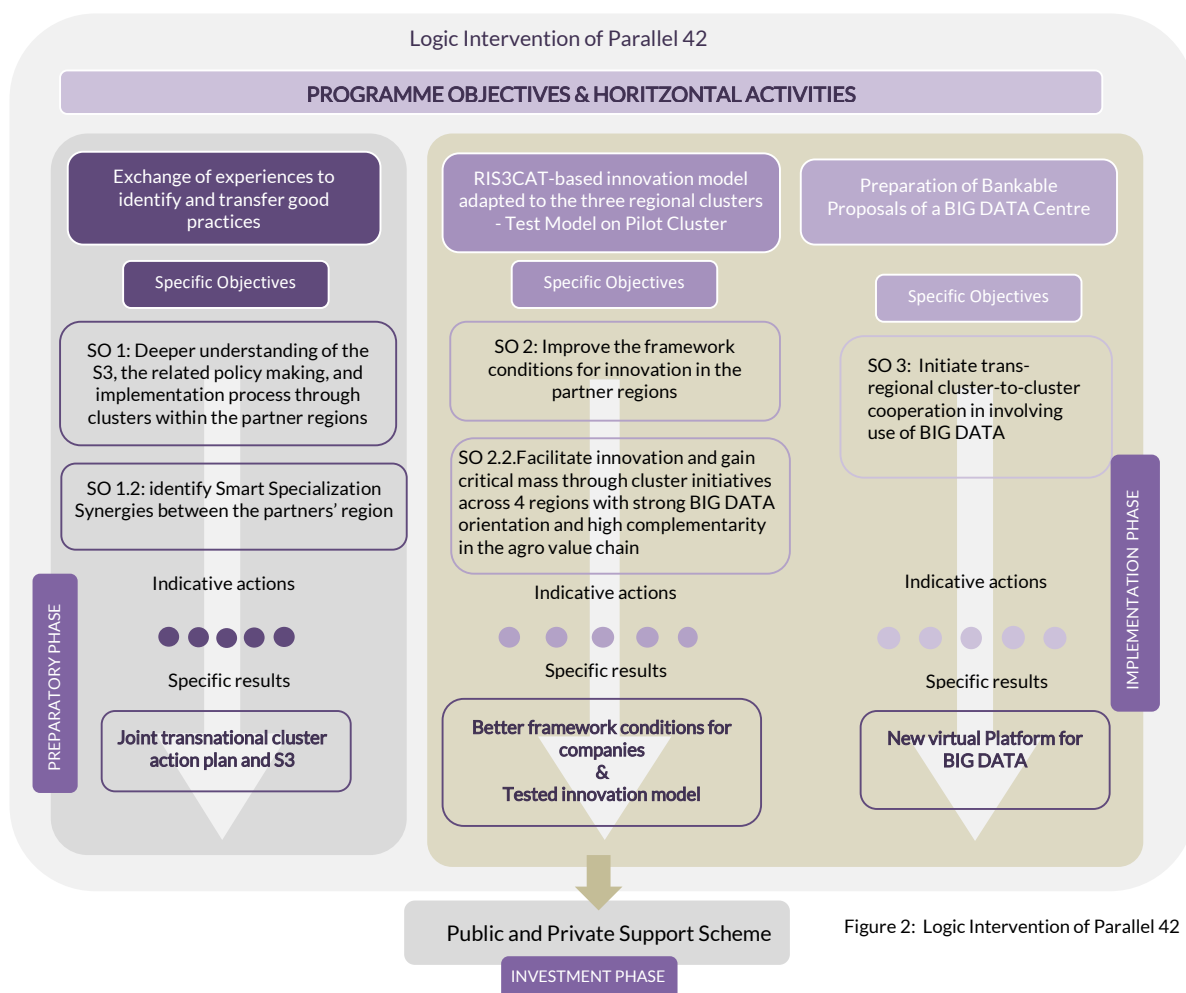 Logic Intervention of Parallel 42
PROGRAMME OBJECTIVES & HORITZONTAL ACTIVITIES
Exchange of experiences to
identify and transfer good
practices
Specific Objectives
SO 1: Deeper understanding of the
S3, the related policy making, and
implementation process through
clusters within the partner regions
SO 1.2: identify Smart Specialization
Synergies between the partners’ region
Indicative actions
Specific results
Joint transnational cluster
action plan and S3
PREPARATORY PHASE
RIS3CAT-based innovation model
adapted to the three regional clusters
- Test Model on Pilot Cluster
Specific Objectives
SO 2: Improve the framework
conditions for innovation in the
partner regions
SO 2.2.Facilitate innovation and gain
critical mass through cluster initiatives
across 4 regions with strong BIG DATA
orientation and high complementarity
in the agro value chain
Indicative actions
Specific results
Better framework conditions for
companies
&
Tested innovation model
Preparation of Bankable
Proposals of a BIG DATA Centre
Specific Objectives
SO 3: Initiate trans-
regional cluster-to-cluster
cooperation in involving
use of BIG DATA
Indicative actions
Specific results
New virtual Platform for
BIG DATA
IMPLEMENTATION PHASE
Public and Private Support Scheme
INVESTMENT PHASE
Figure 2: Logic Intervention of Parallel 42